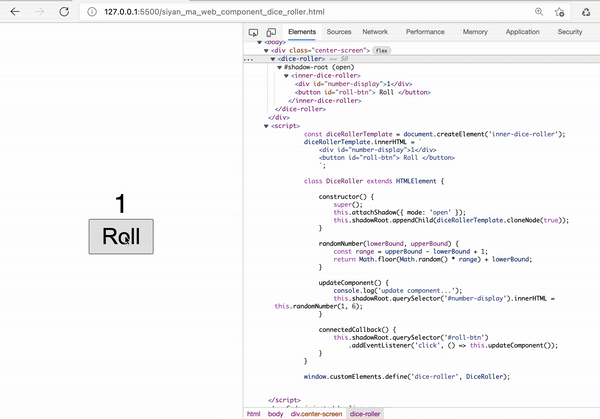 127.0.0.1:5500/siyan_ma_web_component_dice_roller.html
Elements Sources Network Performance Memory Application Security
<body>
<div class="center-screen"> flex
<dice-roller> == $0
#shadow-root (open)
<inner-dice-roller>
<div id="number-display">1</div>
<button id="roll-btn"> Roll </button>
</inner-dice-roller>
</dice-roller>
</div>
<script>
const diceRollerTemplate = document.createElement('inner-dice-roller');
diceRollerTemplate.innerHTML = `
<div id="number-display">1</div>
<button id="roll-btn"> Roll </button>
`;
class DiceRoller extends HTMLElement {
constructor() {
super();
this.attachShadow({ mode: 'open' });
this.shadowRoot.appendChild(diceRollerTemplate.cloneNode(true));
}
randomNumber(lowerBound, upperBound) {
const range = upperBound - lowerBound + 1;
return Math.floor(Math.random() * range) + lowerBound;
}
updateComponent() {
console.log('update component...');
this.shadowRoot.querySelector('#number-display').innerHTML =
this.randomNumber(1, 6);
}
connectedCallback() {
this.shadowRoot.querySelector('#roll-btn')
.addEventListener('click', () => this.updateComponent());
}
}
window.customElements.define('dice-roller', DiceRoller);
</script>
html body div.center-screen dice-roller
1
Roll